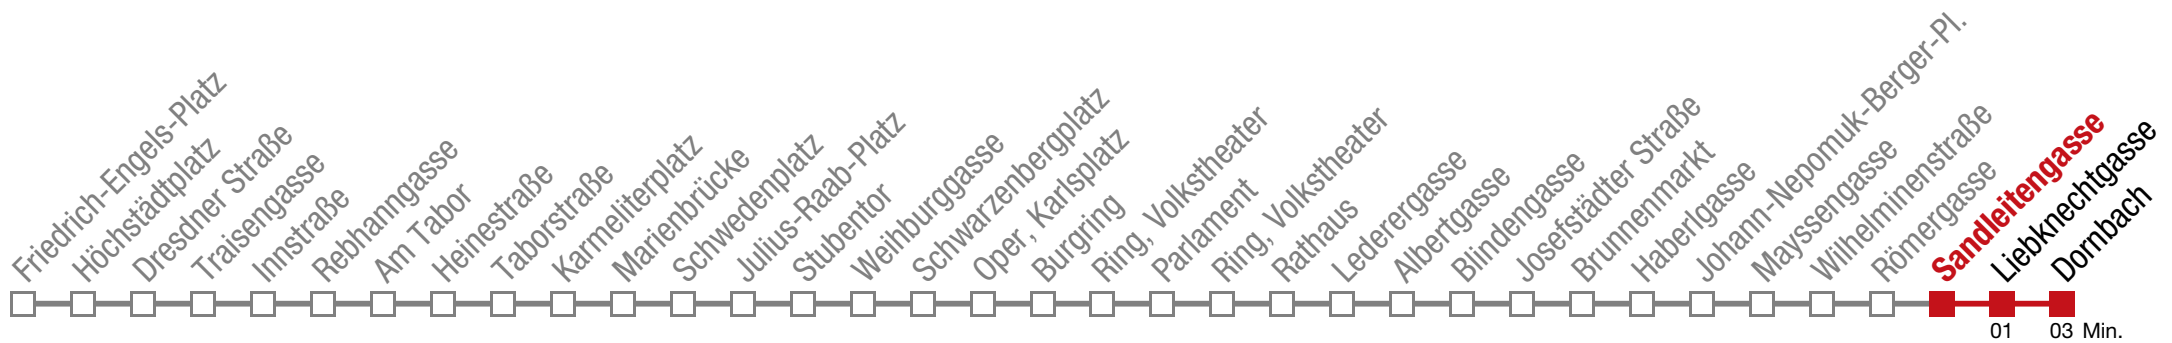 Friedrich-Engels-Platz
Höchstädtplatz
Dresdner Straße
Traisengasse
Innstraße
Rebhanngasse
Am Tabor
Heinestraße
Taborstraße
Karmeliterplatz
Marienbrücke
Schwedenplatz
Julius-Raab-Platz
Stubentor
Weihburggasse
Schwarzenbergplatz
Oper, Karlsplatz
Burgring
Ring, Volkstheater
Parlament
Ring, Volkstheater
Rathaus
Lederergasse
Albertgasse
Blindengasse
Josefstädter Straße
Brunnenmarkt
Haberlgasse
Johann-Nepomuk-Berger-Pl.
Mayssengasse
Wilhelminenstraße
Römergasse
Sandleitengasse
Liebknechtgasse
Dornbach
01 03 Min.